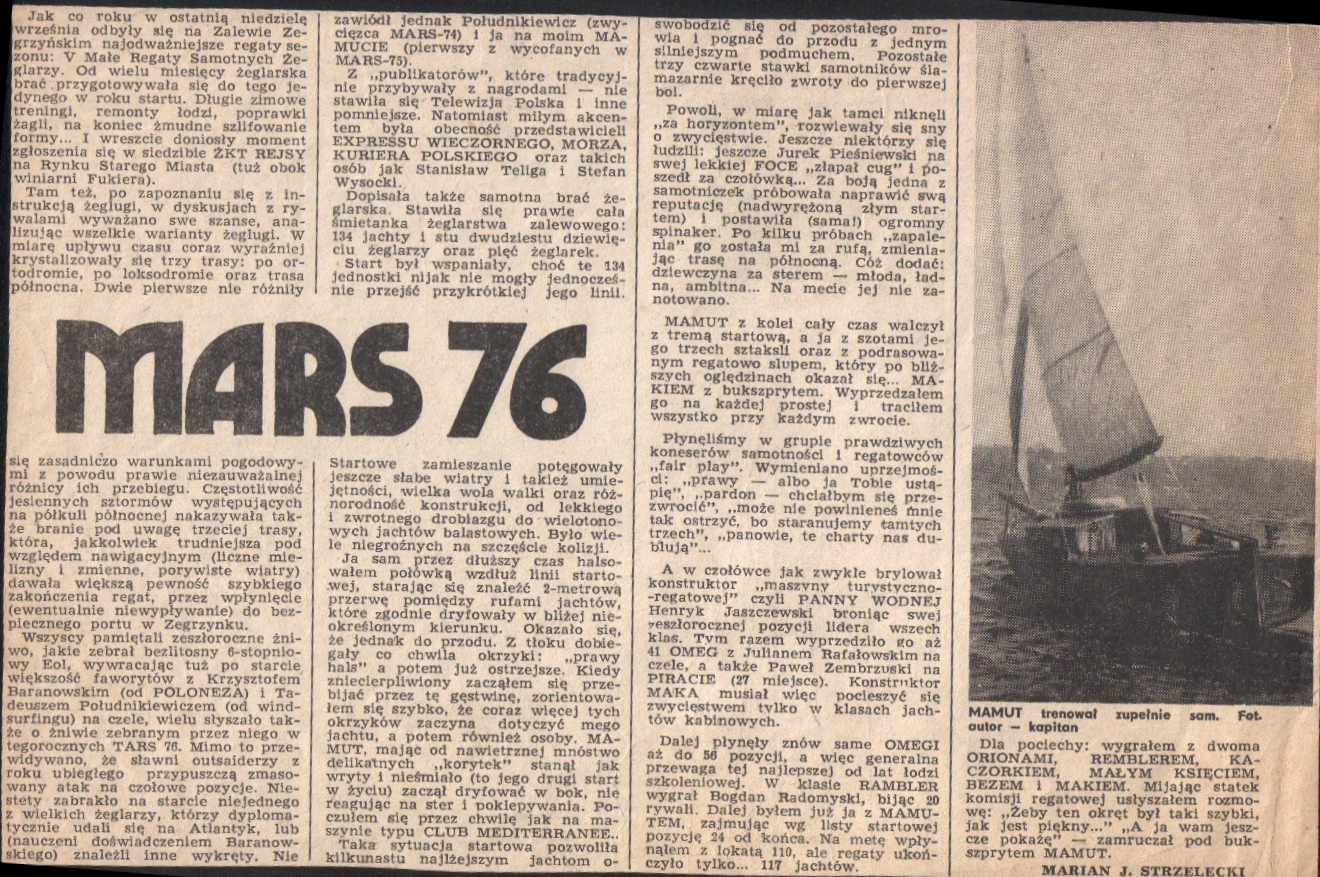 Jak co roku w ostatnią niedzielę
września odbyły się na Zalewie Ze-
grzyńskim najodważniejsze regaty se-
zonu: V Małe Regaty Samotnych Że-
glarzy. Od wielu miesięcy żeglarska
brać przygotowywała się do tego je-
dynego w roku startu. Długie zimowe
treningi, remonty łodzi, poprawki
żagli, na koniec żmudne szlifowanie
formy... I wreszcie doniosły moment
zgłoszenia się w siedzibie ŻKT REJSY
na Rynku Starego Miasta (tuż obok
winiarni Fukiera).
Tam też, po zapoznaniu się z in-
strukcją żeglugi, w dyskusjach z ry-
walami wyważano swe szanse, ana-
lizując wszelkie warianty żeglugi. W
miarę upływu czasu coraz wyraźniej
krystalizowały się trzy trasy: po or-
todromie, po loksodromie oraz trasa
północna. Dwie pierwsze nie różniły
MARS 76
się zasadniczo warunkami pogodowy-
mi z powodu prawie niezauważalnej
różnicy ich przebiegu. Częstotliwość
jesiennych sztormów występujących
na półkuli północnej nakazywała tak-
że branie pod uwagę trzeciej trasy,
która, jakkolwiek trudniejsza pod
względem nawigacyjnym (liczne mie-
lizny i zmienne, porywiste wiatry)
dawała większą pewność szybkiego
zakończenia regat, przez wpłynięcie
(ewentualnie niewypływanie) do bez-
piecznego portu w Zegrzynku.
Wszyscy pamiętali zeszłoroczne żni-
wo, jakie zebrał bezlitosny 6-stopnio-
wy Eol, wywracając tuż po starcie
większość faworytów z Krzysztofem
Baranowskim (od POLONEZA) i Ta-
deuszem Południkiewiczem (od wind-
surfingu) na czele, wielu słyszało tak-
że o żniwie zebranym przez niego w
tegorocznych TARS 76. Mimo to prze-
widywano, że sławni outsaiderzy z
roku ubiegłego przypuszczą zmaso-
wany atak na czołowe pozycje. Nie-
stety zabrakło na starcie niejednego
z wielkich żeglarzy, którzy dyploma-
tycznie udali się na Atlantyk, lub
(nauczeni doświadczeniem Baranow-
skiego) znaleźli inne wykręty. Nie
zawiódł jednak Południkiewicz (zwy-
cięzca MARS-74) i ja na moim MA-
MUCIE (pierwszy z wycofanych w
MARS-75).
Z „publikatorów”, które tradycyj-
nie przybywały z nagrodami — nie
stawiła się Telewizja Polska i inne
pomniejsze. Natomiast miłym akcen-
tem była obecność przedstawicieli
EXPRESSU WIECZORNEGO, MORZA,
KURIERA POLSKIEGO oraz takich
osób jak Stanisław Teliga i Stefan
Wysocki.
Dopisała także samotna brać że-
glarska. Stawiła się prawie cała
śmietanka żeglarstwa zalewowego:
134 jachty i stu dwudziestu dziewię-
ciu żeglarzy oraz pięć żeglarek.
Start był wspaniały, choć te 134
jednostki nijak nie mogły jednocześ-
nie przejść przykrótkiej jego linii.
Startowe zamieszanie potęgowały
jeszcze słabe wiatry i takież umie-
jętności, wielka wola walki oraz róż-
norodność konstrukcji, od lekkiego
i zwrotnego drobiazgu do wielotono-
wych jachtów balastowych. Było wie-
le niegroźnych na szczęście kolizji.
Ja sam przez dłuższy czas halso-
wałem połówką wzdłuż linii starto-
wej, starając się znaleźć 2-metrową
przerwę pomiędzy rufami jachtów,
które zgodnie dryfowały w bliżej nie-
określonym kierunku. Okazało się,
że jednak do przodu. Z tłoku dobie-
gały co chwila okrzyki: „prawy
hals” a potem już ostrzejsze. Kiedy
zniecierpliwiony zacząłem się prze-
bijać przez tę gęstwinę, zorientowa-
łem się szybko, że coraz więcej tych
okrzyków zaczyna dotyczyć mego
jachtu, a potem również osoby. MA-
MUT, mając od nawietrznej mnóstwo
delikatnych „korytek” stanął jak
wryty i nieśmiało (to jego drugi start
w życiu) zaczął dryfować w bok, nie
reagując na ster i pokiepywania. Po-
czułem się przez chwilę jak na ma-
szynie typu CLUB MEDITERRANEE..
Taka sytuacja startowa pozwoliła
kilkunastu najlżejszym jachtom o-
swobodzić się od pozostałego mro-
wia i pognać do przodu z jednym
silniejszym podmuchem. Pozostałe
trzy czwarte stawki samotników śla-
mazarnie kręciło zwroty do pierwszej
boi.
Powoli, w miarę jak tamci niknęli
„za horyzontem”, rozwiewały się sny
o zwycięstwie. Jeszcze niektórzy się
łudzili: jeszcze Jurek Pieśniewski na
swej lekkiej FOCE „złapał cug” i po-
szedł za czołówką... Za boją jedna z
samotniczek próbowała naprawić swą
reputację (nadwyrężoną złym star-
tem) i postawiła (sama!) ogromny
spinaker. Po kilku próbach „zapale-
nia” go została mi za rufą, zmienia-
jąc trasę na północną. Cóż dodać:
dziewczyna za sterem — młoda, ład-
na, ambitna... Na mecie jej nie za-
notowano.
MAMUT z kolei cały czas walczył
z tremą startową, a ja z szotami je-
go trzech sztaksli oraz z podrasowa-
nym regatowo slupem, który po bliż-
szych oględzinach okazał się... MA-
KIEM z bukszprytem. Wyprzedzałem
go na każdej prostej i traciłem
wszystko przy każdym zwrocie.
Płynęliśmy w grupie prawdziwych
koneserów samotności i regatowców
„fair play”. Wymieniano uprzejmoś-
ci: „prawy — albo ja Tobie ustą-
pię”, „pardon — chciałbym się prze-
zwrocić”, „może nie powinieneś mnie
tak ostrzyć, bo staranujemy tamtych
trzech”, „panowie, te charty nas du-
blują”...
A w czołówce jak zwykle brylował
konstruktor „maszyny turystyczno-
-regatowej” czyli PANNY WODNEJ
Henryk Jaszczewski broniąc swej
zeszłorocznej pozycji lidera wszech
klas. Tym razem wyprzedziło go aż
41 OMEG z Julianem Rafałowskim na
czele, a także Paweł Zembrzuski na
PIRACIE (27 miejsce). Konstruktor
MAKA musiał więc pocieszyć się
zwycięstwem tylko w klasach jach-
tów kabinowych.
Dalej płynęły znów same OMEGI
aż do 56 pozycji, a więc generalna
przewaga tej najlepszej od lat łodzi
szkoleniowej. W klasie RAMBLER
wygrał Bogdan Radomyski, bijąc 20
rywali. Dalej byłem już ja z MAMU-
TEM, zajmując wg listy startowej
pozycję 24 od końca. Na metę wpły-
nąłem z lokatą 110, ale regaty ukoń-
czyło tylko... 117 jachtów.
MAMUT trenował zupełnie sam. Fot.
autor — kapitan
Dla pociechy: wygrałem z dwoma
ORIONAMI, REMBLEREM, KA-
CZORKIEM, MAŁYM KSIĘCIEM,
BEZEM i MAKIEM. Mijając statek
komisji regatowej usłyszałem rozmo-
wę: „Żeby ten okręt był taki szybki,
jak jest piękny...” „A ja wam jesz-
cze pokażę” — zamruczał pod buk-
szprytem MAMUT.
MARIAN J. STRZELECKI